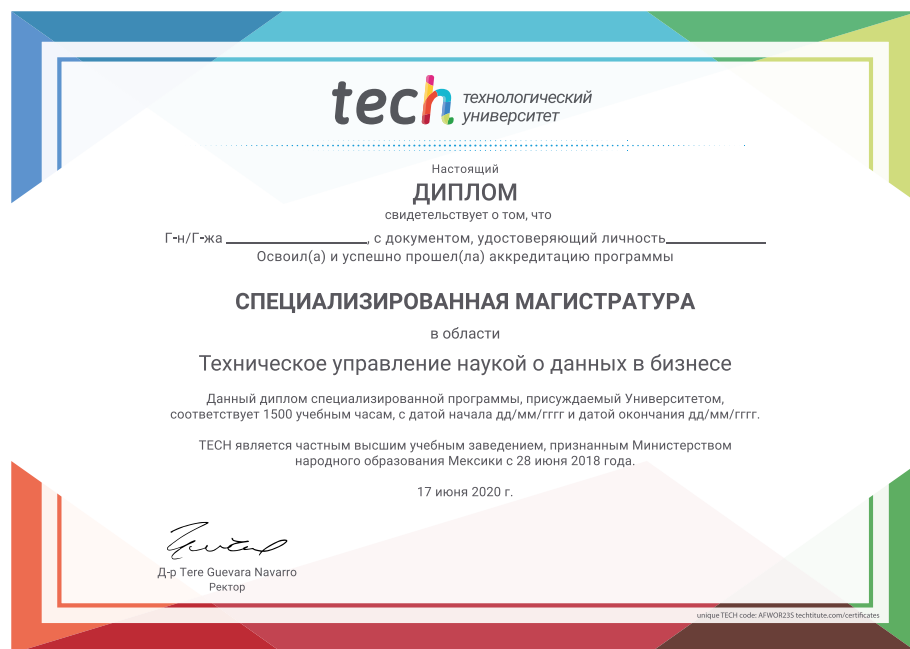 tech технологический
университет
Настоящий
ДИПЛОМ
свидетельствует о том, что
Г-н/Г-жа ____________________, с документом, удостоверяющий личность______________
Освоил(а) и успешно прошел(ла) аккредитацию программы
СПЕЦИАЛИЗИРОВАННАЯ МАГИСТРАТУРА
в области
Техническое управление наукой о данных в бизнесе
Данный диплом специализированной программы, присуждаемый Университетом,
соответствует 1500 учебным часам, с датой начала дд/мм/гггг и датой окончания дд/мм/гггг.
TECH является частным высшим учебным заведением, признанным Министерством
народного образования Мексики с 28 июня 2018 года.
17 июня 2020 г.
Д-р Tere Guevara Navarro
Ректор
unique TECH code: AFWOR23S techtitute.com/certificates